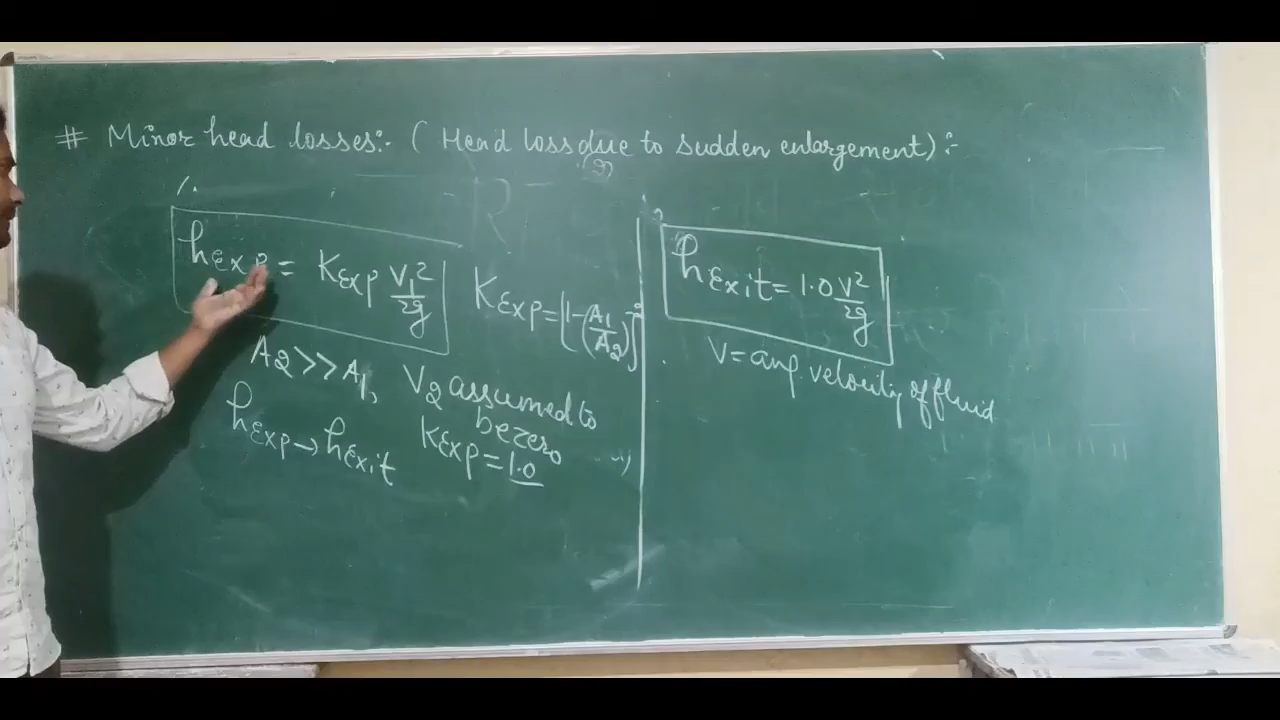 # Minor head losses:- ( Head loss due to sudden enlargement) :-
hExp = KExp V₁²/2g
KExp = [1-(A₁/A₂)]²
A₂ >> A₁, V₂ assumed to be zero
hExp → hExit KExp = 1.0
hExit = 1.0 V²/2g
V = avg. velocity of fluid